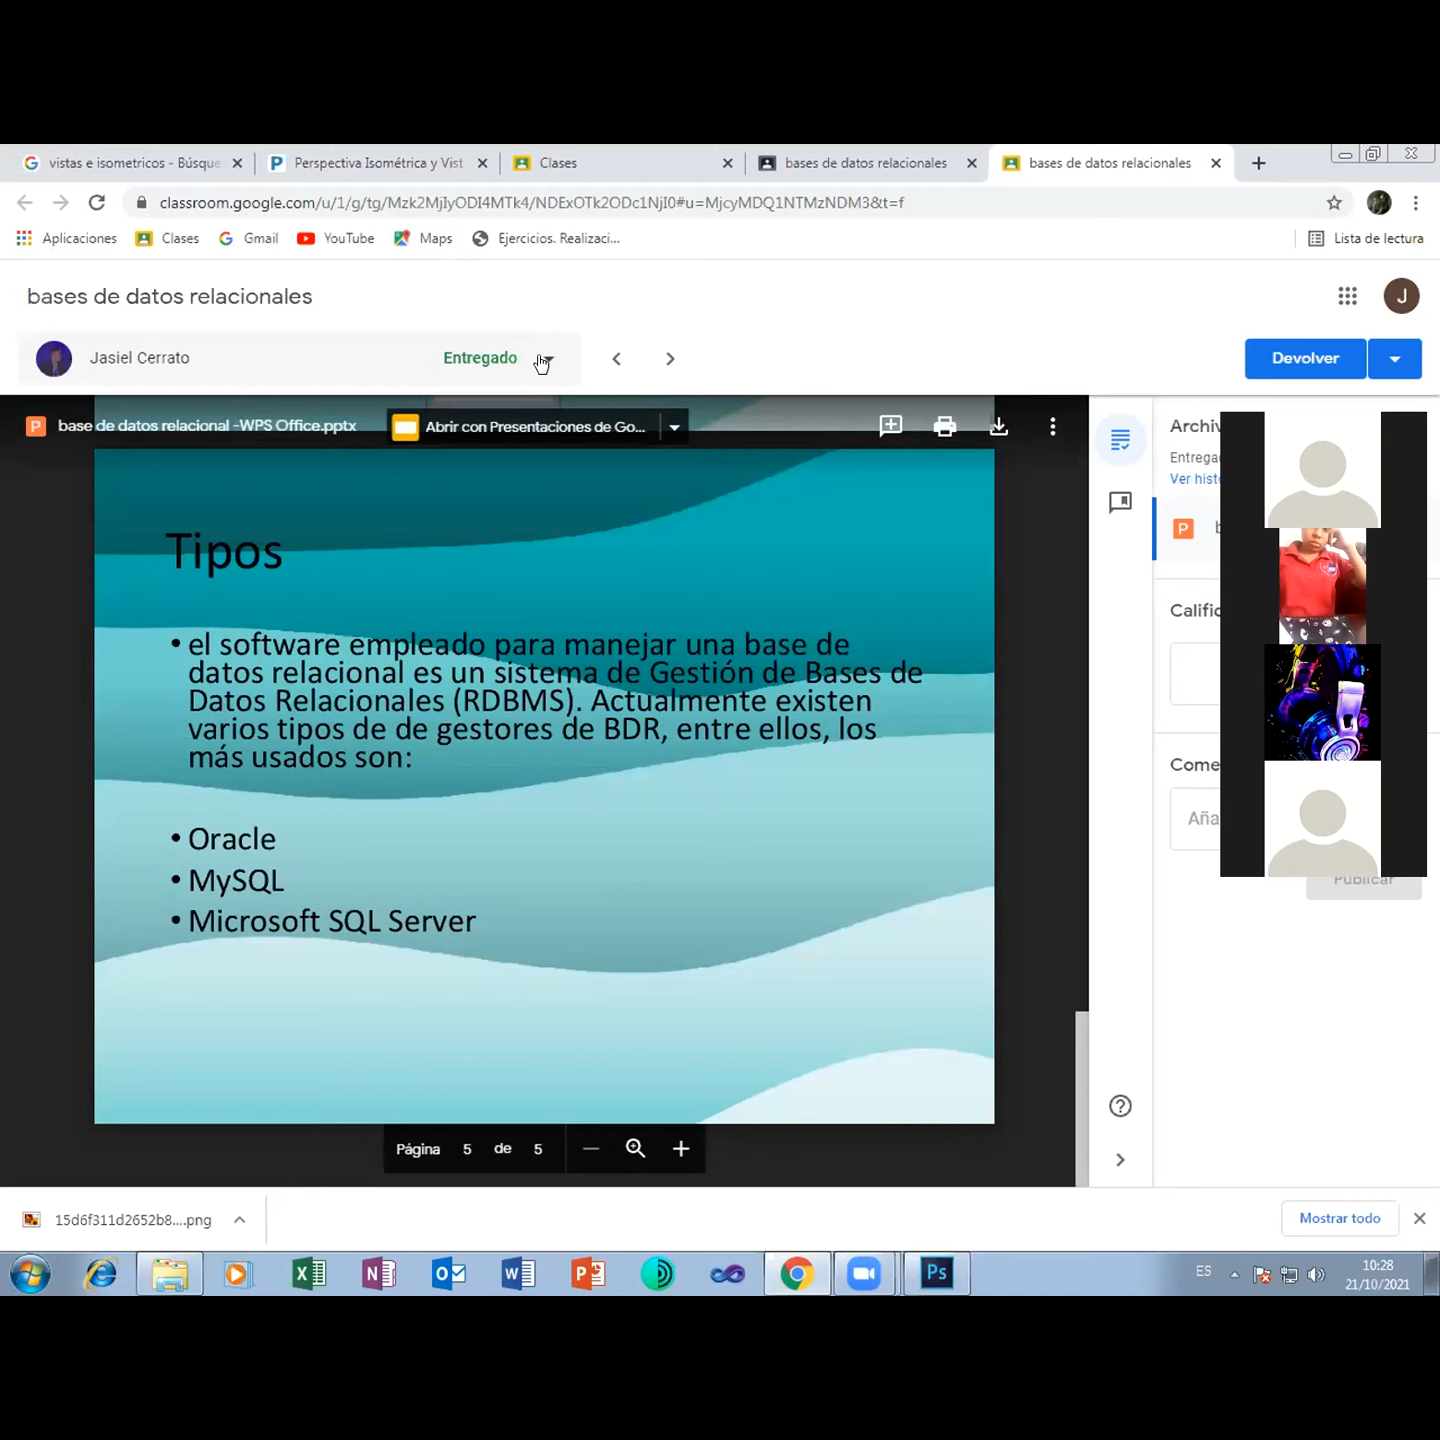 vistas e isometricos - Búsque
Perspectiva Isométrica y Vist
Clases
bases de datos relacionales
bases de datos relacionales
classroom.google.com/u/1/g/tg/Mzk2MjIyODI4MTk4/NDExOTk2ODc1NjI0#u=MjcyMDQ1NTMzNDM3&t=f
Aplicaciones
Clases
Gmail
YouTube
Maps
Ejercicios. Realizaci...
Lista de lectura
bases de datos relacionales
J
Jasiel Cerrato
Entregado
Devolver
base de datos relacional -WPS Office.pptx
Abrir con Presentaciones de Go...
Archiv
Entrega
Ver histo
Tipos
• el software empleado para manejar una base de
datos relacional es un sistema de Gestión de Bases de
Datos Relacionales (RDBMS). Actualmente existen
varios tipos de de gestores de BDR, entre ellos, los
más usados son:
• Oracle
• MySQL
• Microsoft SQL Server
Califio
Come
Aña
Publicar
Página 5 de 5
15d6f311d2652b8....png
Mostrar todo
ES
10:28
21/10/2021